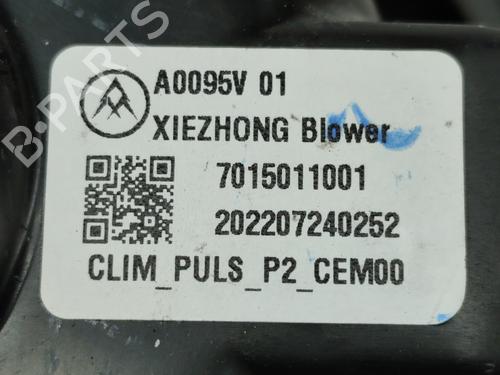 B-PARTS
A0095V 01
XIEZHONG Blower
7015011001
202207240252
CLIM_PULS_P2_CEM00